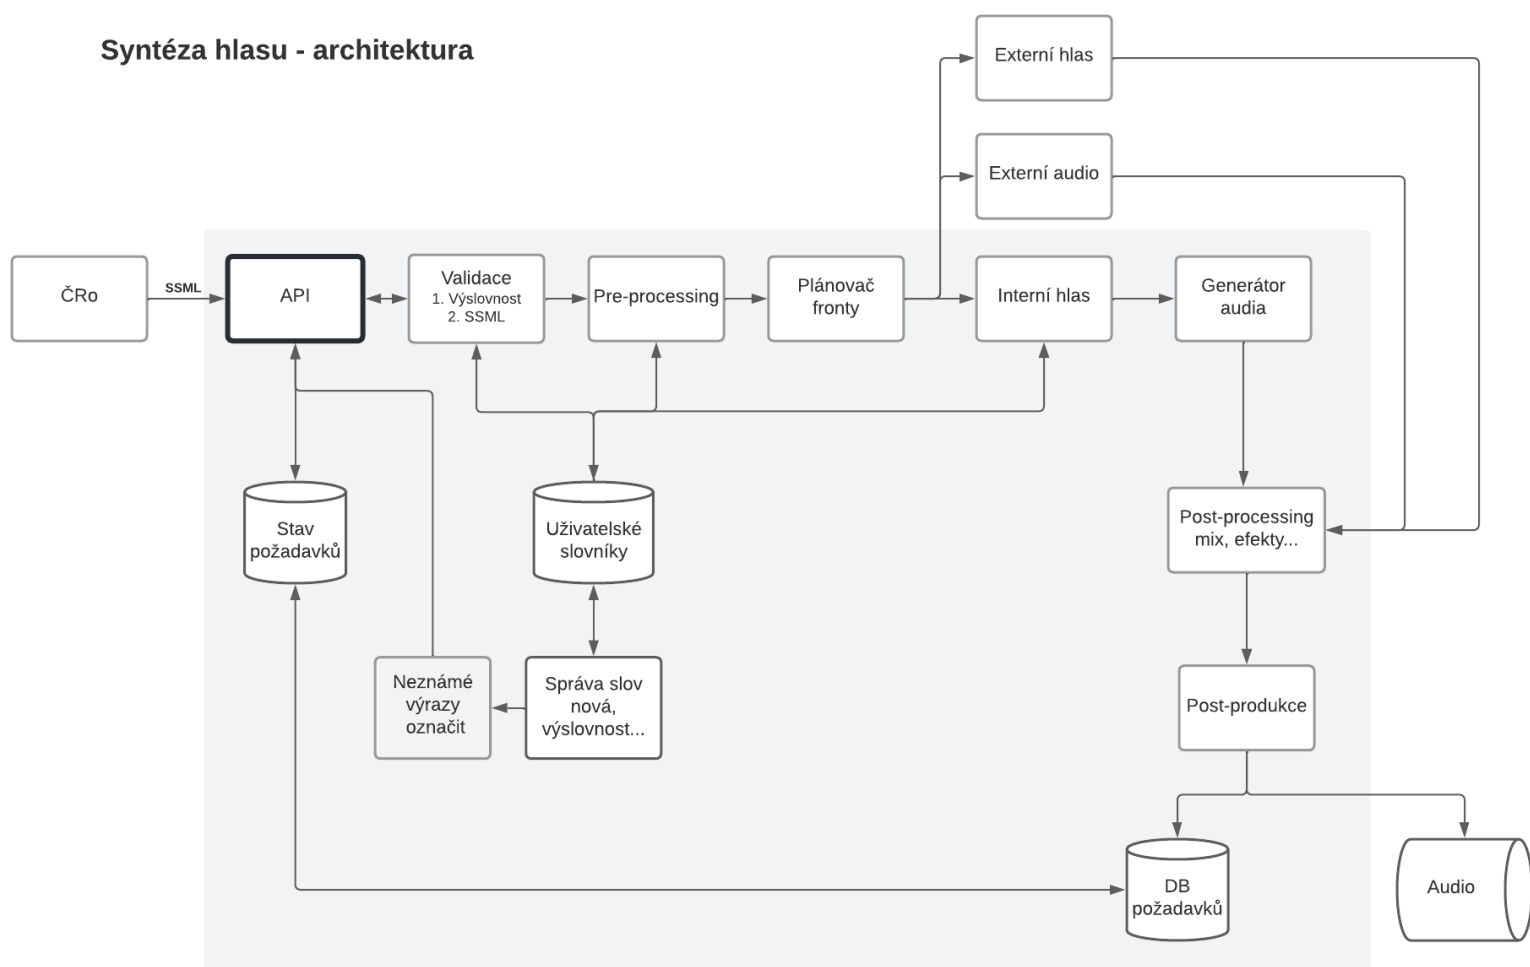 Syntéza hlasu - architektura
Externí hlas
Externí audio
ČRo
SSML
API
Validace
1. Výslovnost
2. SSML
Pre-processing
Plánovač
fronty
Interní hlas
Generátor
audia
Stav
požadavků
Uživatelské
slovníky
Post-processing
mix, efekty...
Neznámé
výrazy
označit
Správa slov
nová,
výslovnost...
Post-produkce
DB
požadavků
Audio